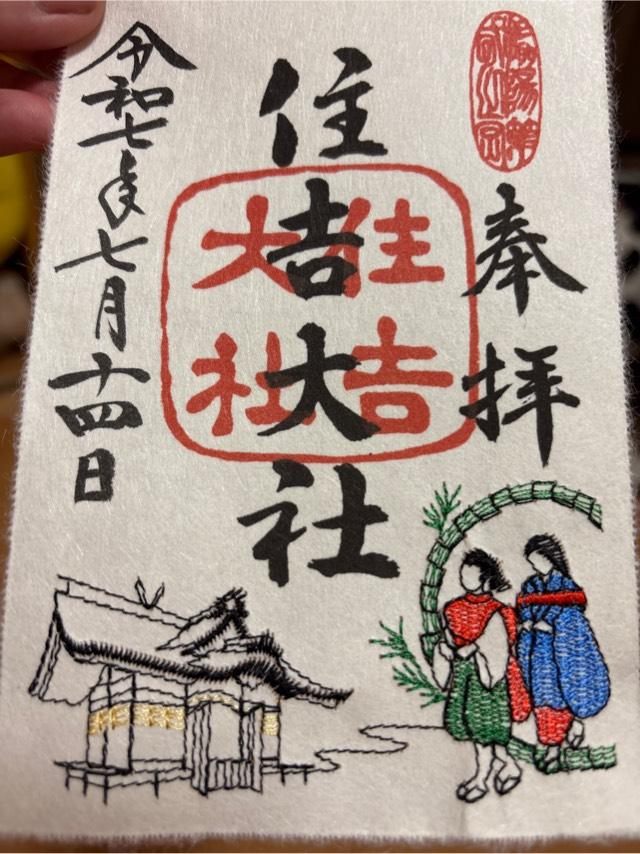 奉拝
住吉大社
住吉
大社
令和七年七月十四日